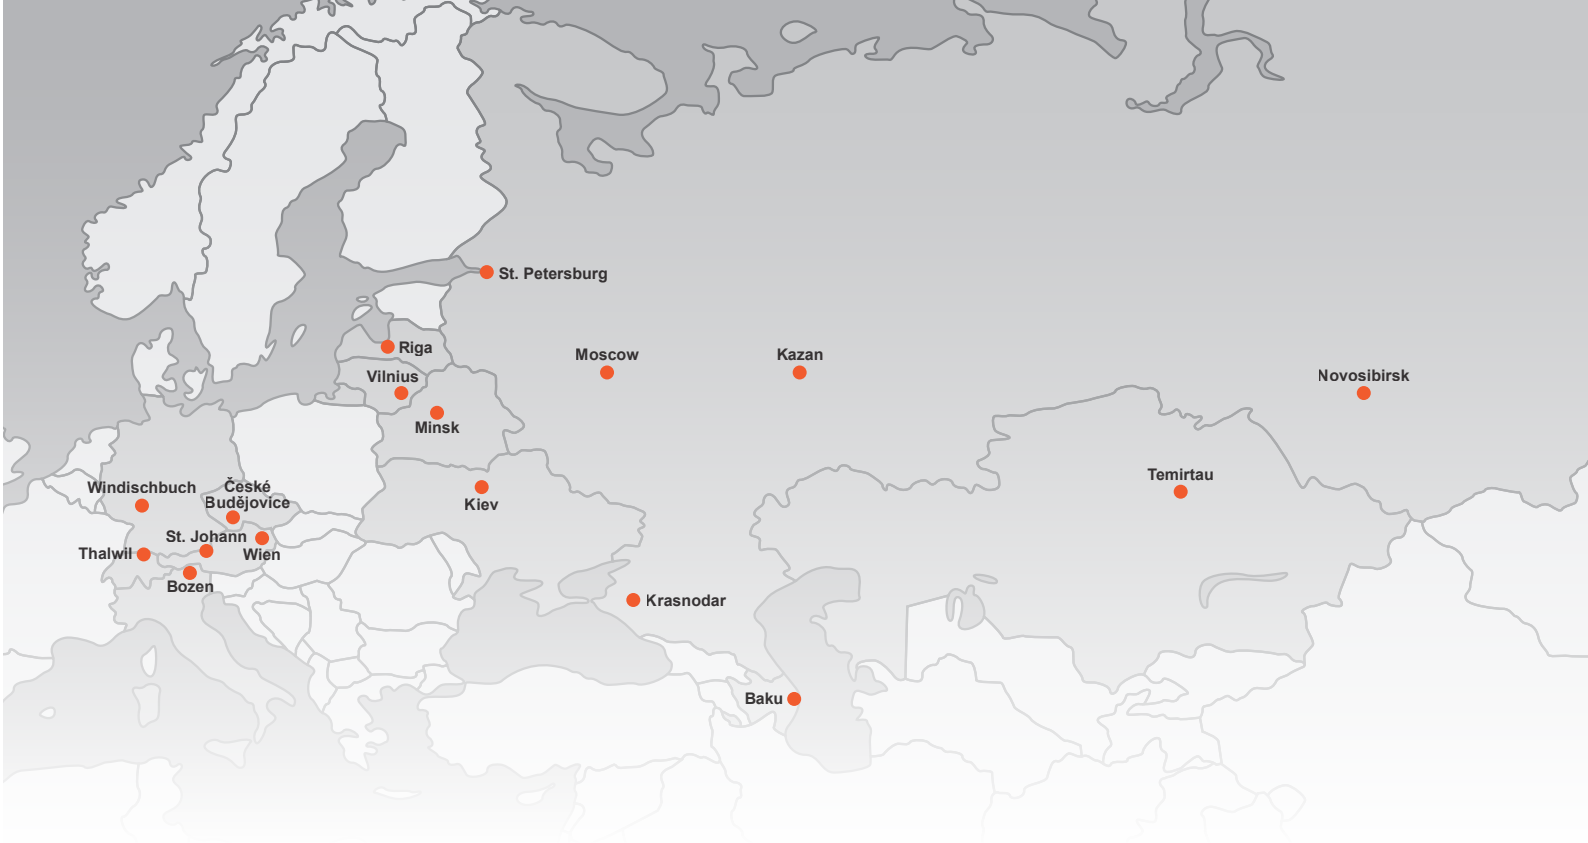 St. Petersburg
Riga
Moscow
Kazan
Vilnius
Novosibirsk
Minsk
Temirtau
Windischbuch
České
Budějovice
Kiev
St. Johann
Thalwil
Wien
Bozen
Krasnodar
Baku